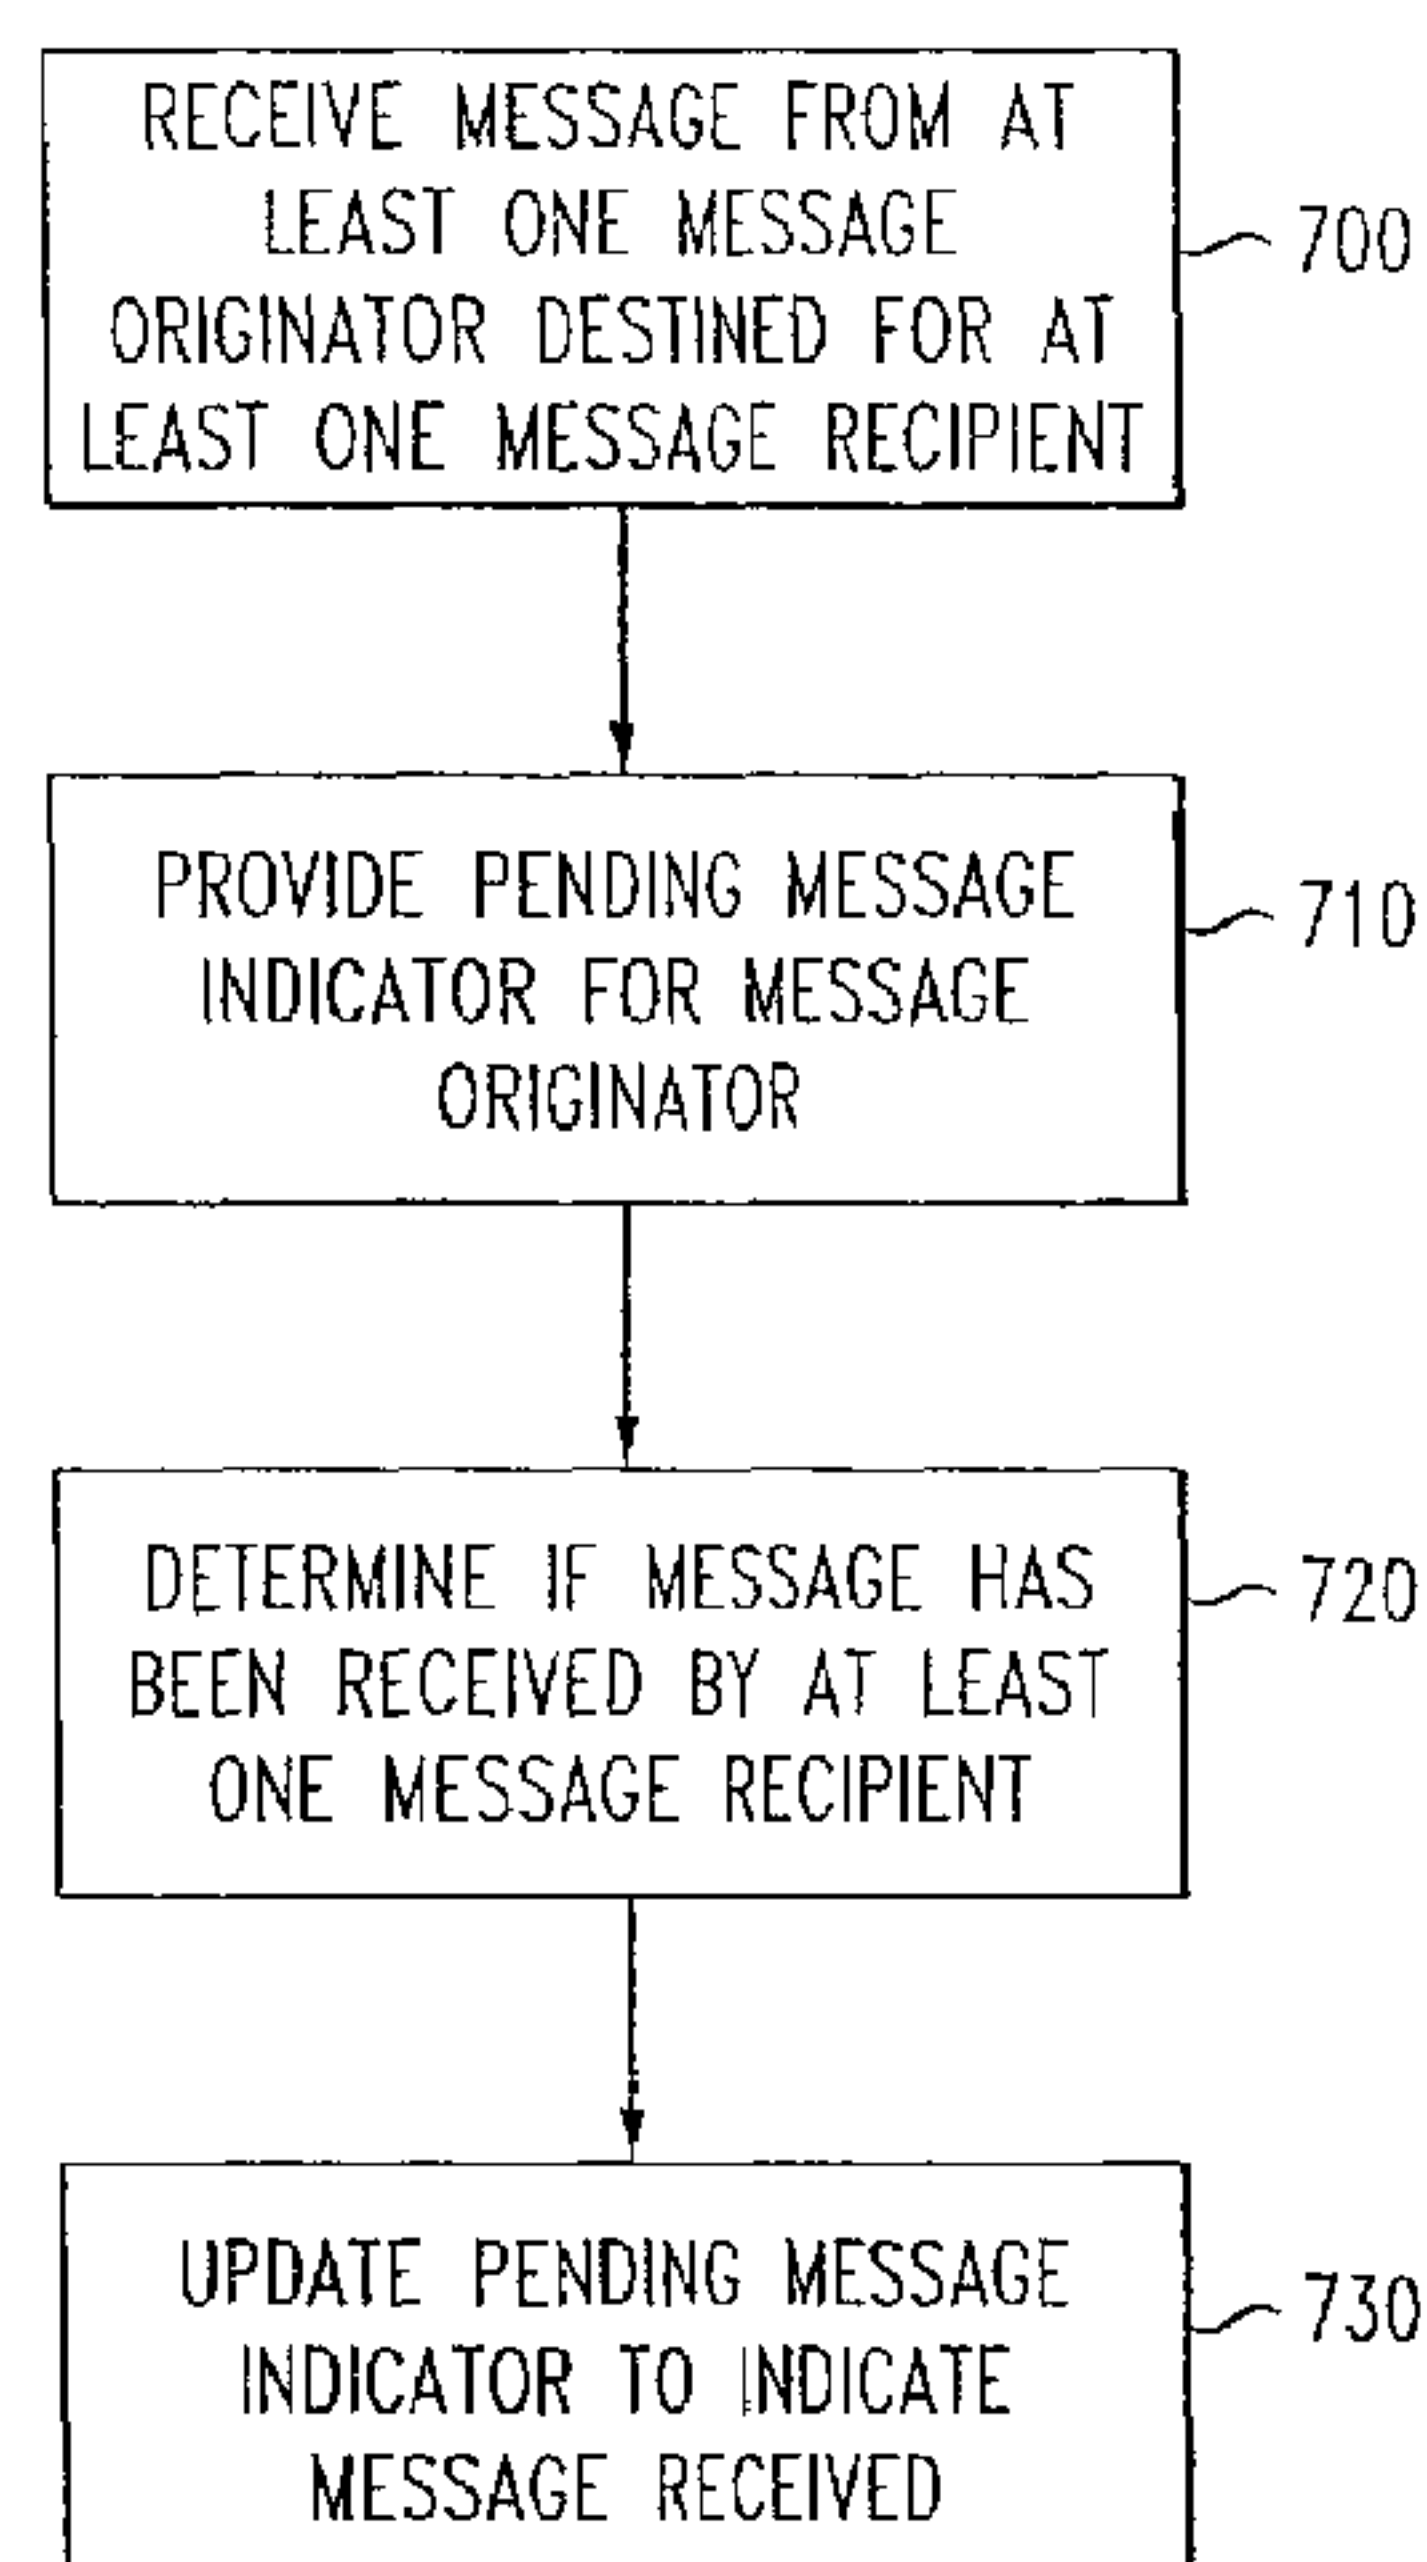 RECEIVE MESSAGE FROM AT
LEAST ONE MESSAGE
ORIGINATOR DESTINED FOR AT
LEAST ONE MESSAGE RECIPIENT
700
PROVIDE PENDING MESSAGE
INDICATOR FOR MESSAGE
ORIGINATOR
710
DETERMINE IF MESSAGE HAS
BEEN RECEIVED BY AT LEAST
ONE MESSAGE RECIPIENT
720
UPDATE PENDING MESSAGE
INDICATOR TO INDICATE
MESSAGE RECEIVED
730